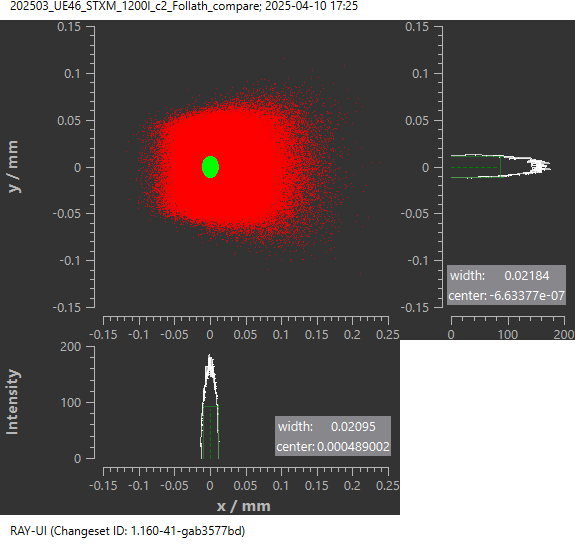 202503_UE46_STXM_1200l_c2_Follath_compare; 2025-04-10 17:25
0.15 0.15
0.1 0.1
0.05 0.05
y / mm
0 0
-0.05 -0.05
-0.1 -0.1
width: 0.02184
center: -6.63377e-07
-0.15 -0.15
-0.15 -0.1 -0.05 0 0.05 0.1 0.15 0.2 0.25 0 100 200
200
Intensity
100
width: 0.02095
center: 0.000489002
0
-0.15 -0.1 -0.05 0 0.05 0.1 0.15 0.2 0.25
x / mm
RAY-UI (Changeset ID: 1.160-41-gab3577bd)